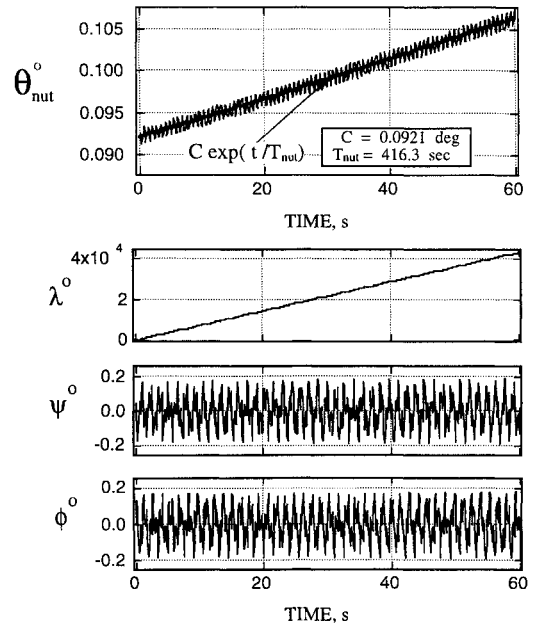 0.105
0.100
0.095
0.090
θnut°
C exp( t /Tnut)
C = 0.0921 deg
Tnut = 416.3 sec
0 20 40 60
TIME, s
4x10 4
2
0
λ°
0.2
0.0
-0.2
ψ°
0.2
0.0
-0.2
ϕ°
0 20 40 60
TIME, s